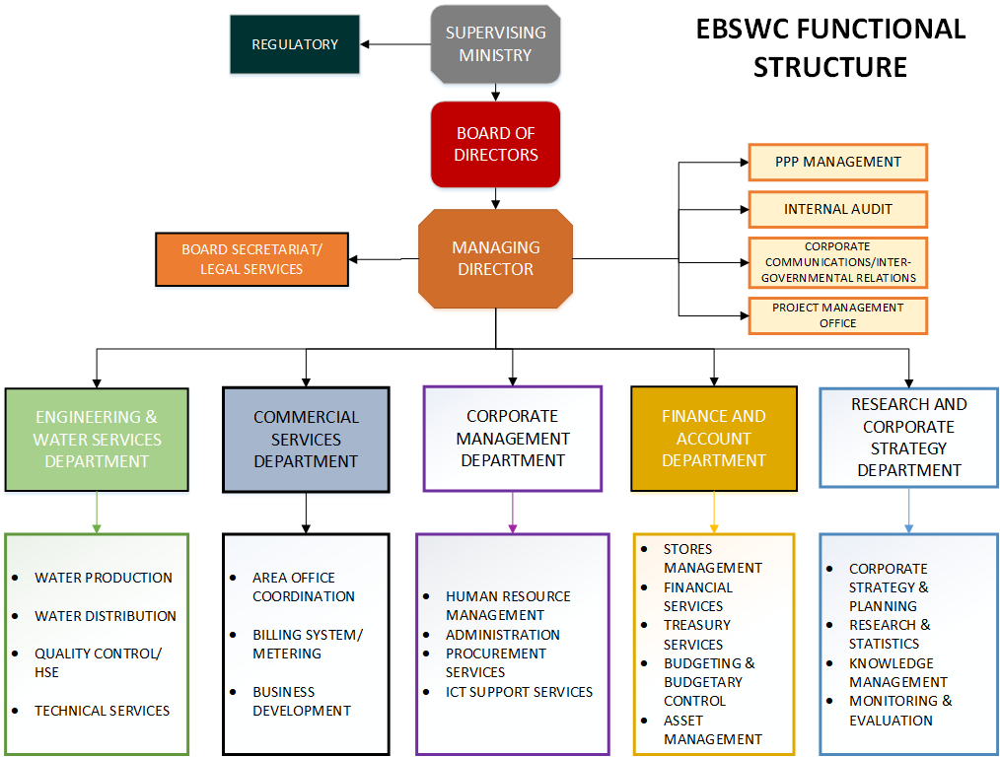 EBSWC FUNCTIONAL
STRUCTURE
SUPERVISING
MINISTRY
REGULATORY
BOARD OF
DIRECTORS
MANAGING
DIRECTOR
BOARD SECRETARIAT/
LEGAL SERVICES
PPP MANAGEMENT
INTERNAL AUDIT
CORPORATE
COMMUNICATIONS/INTER-
GOVERNMENTAL RELATIONS
PROJECT MANAGEMENT
OFFICE
ENGINEERING &
WATER SERVICES
DEPARTMENT
COMMERCIAL
SERVICES
DEPARTMENT
CORPORATE
MANAGEMENT
DEPARTMENT
FINANCE AND
ACCOUNT
DEPARTMENT
RESEARCH AND
CORPORATE
STRATEGY
DEPARTMENT
• WATER PRODUCTION
• WATER DISTRIBUTION
• QUALITY CONTROL/
HSE
• TECHNICAL SERVICES
• AREA OFFICE
COORDINATION
• BILLING SYSTEM/
METERING
• BUSINESS
DEVELOPMENT
• HUMAN RESOURCE
MANAGEMENT
• ADMINISTRATION
• PROCUREMENT
SERVICES
• ICT SUPPORT SERVICES
• STORES
MANAGEMENT
• FINANCIAL
SERVICES
• TREASURY
SERVICES
• BUDGETING &
BUDGETARY
CONTROL
• ASSET
MANAGEMENT
• CORPORATE
STRATEGY &
PLANNING
• RESEARCH &
STATISTICS
• KNOWLEDGE
MANAGEMENT
• MONITORING &
EVALUATION